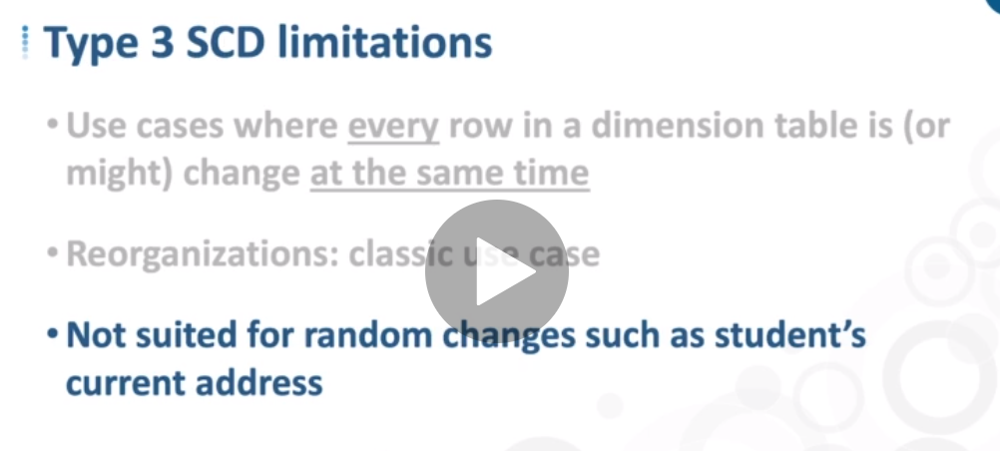 Type 3 SCD limitations
• Use cases where every row in a dimension table is (or
might) change at the same time
• Reorganizations: classic use case
• Not suited for random changes such as student’s
current address